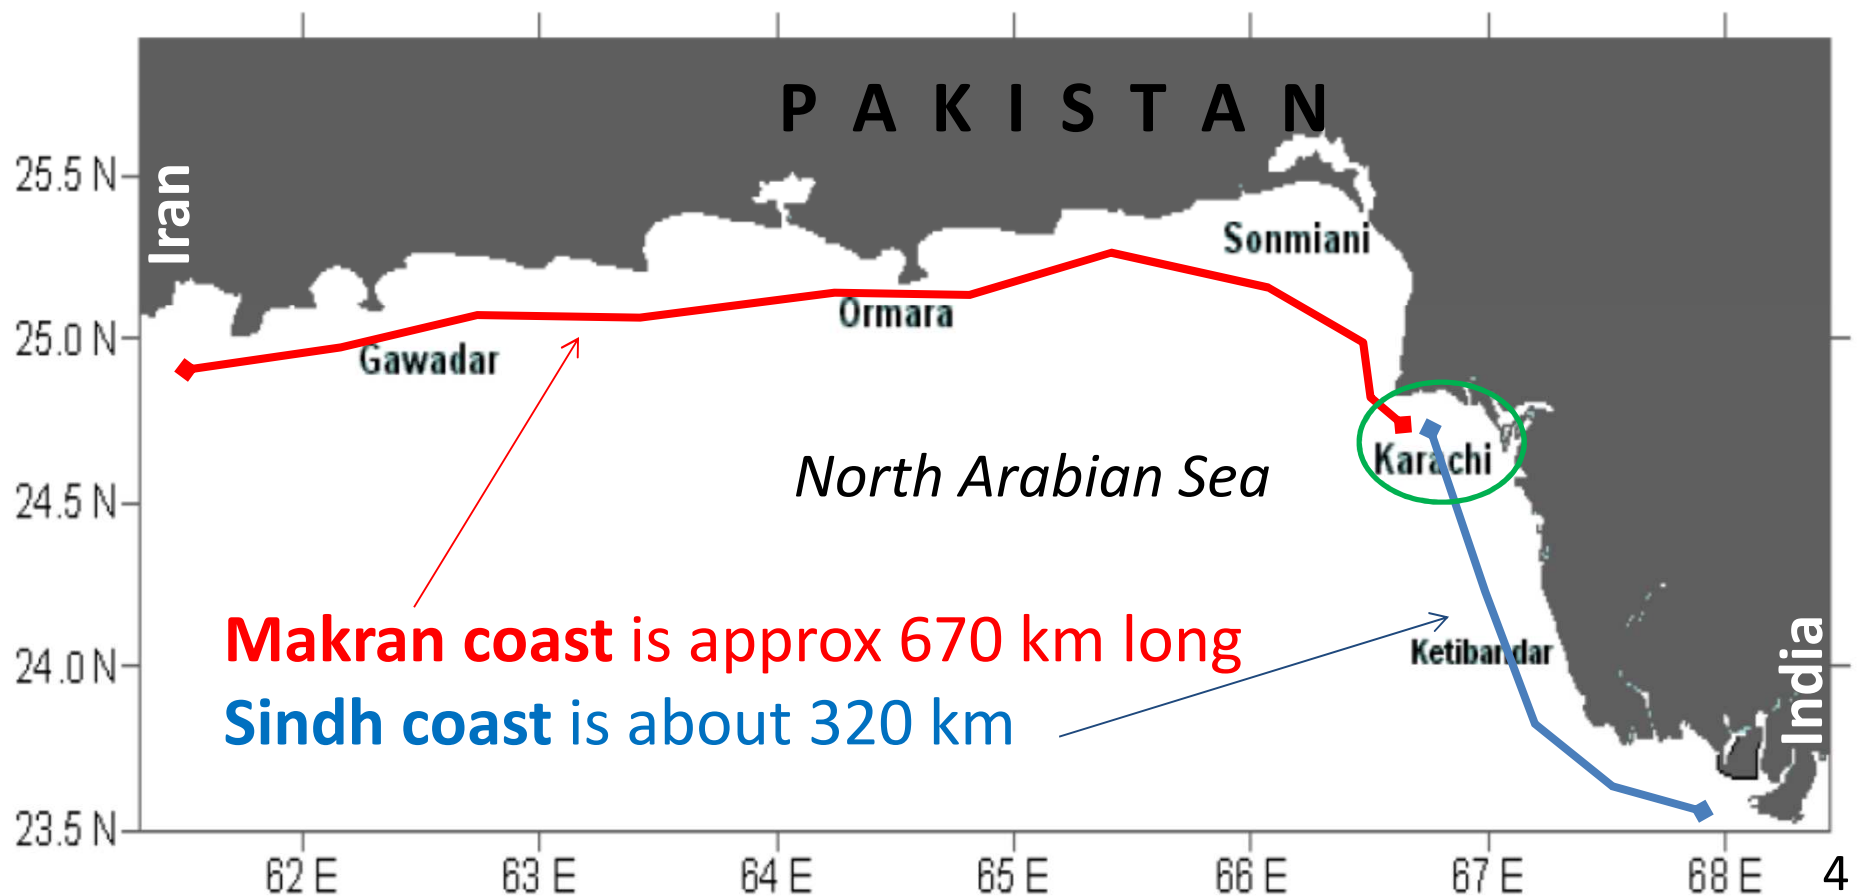 P A K I S T A N
25.5 N
Iran
Sonmiani
25.0 N
Ormara
Gawadar
Karachi
North Arabian Sea
24.5 N
Makran coast is approx 670 km long
Ketibandar
24.0 N
India
Sindh coast is about 320 km
23.5 N
62 E 63 E 64 E 65 E 66 E 67 E 68 E
4